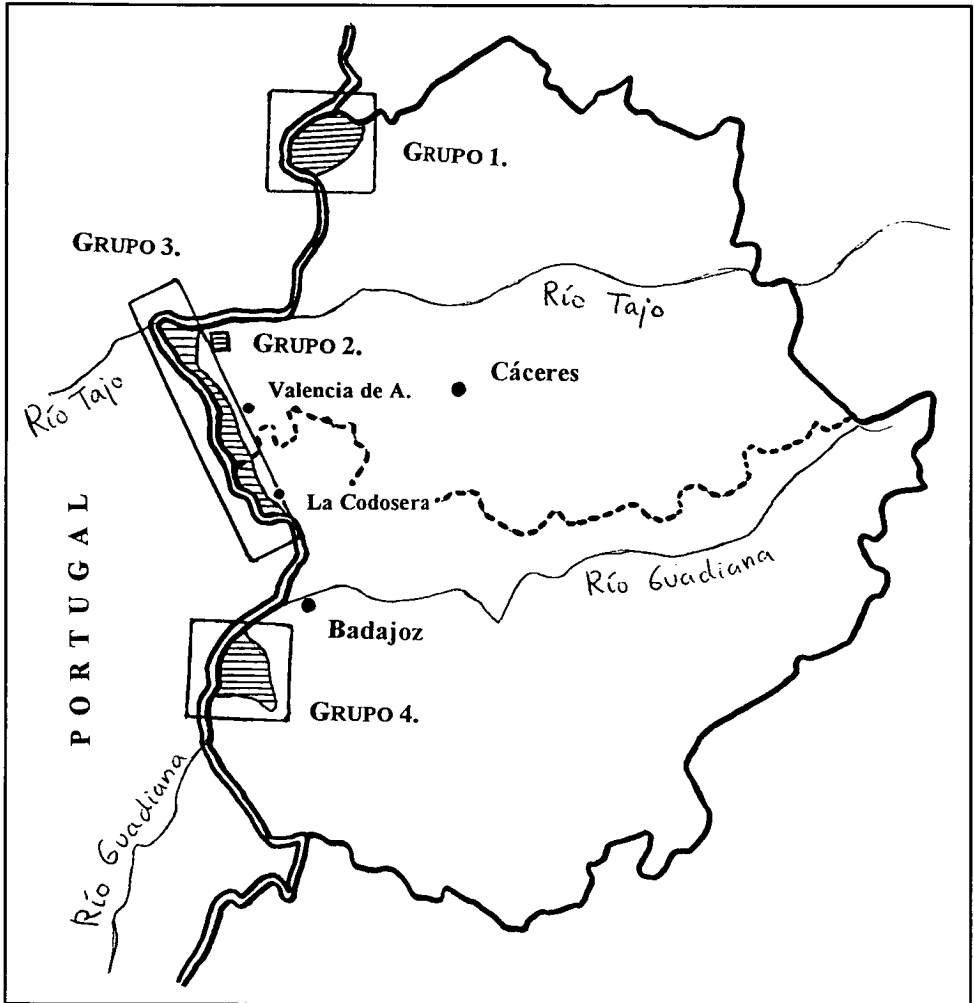 GRUPO 1.
GRUPO 3.
Río Tajo
GRUPO 2.
Cáceres
Valencia de A.
Río Tajo
La Codosera
Río Guadiana
PORTUGAL
Badajoz
GRUPO 4.
Río Guadiana